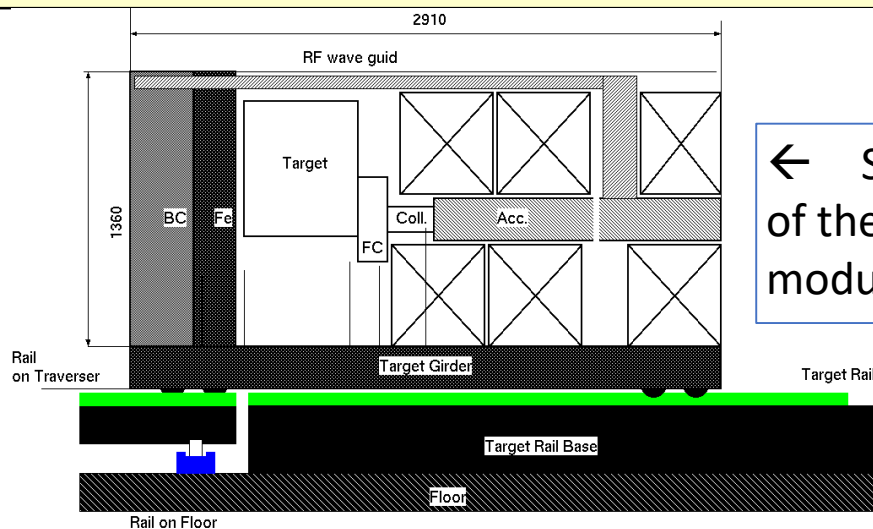 2910
RF wave guid
Target
1360
BC
Fe
Coll.
Acc.
FC
← S
of the
modu
Target Girder
Rail
on Traverser
Target Rail
Target Rail Base
Floor
Rail on Floor